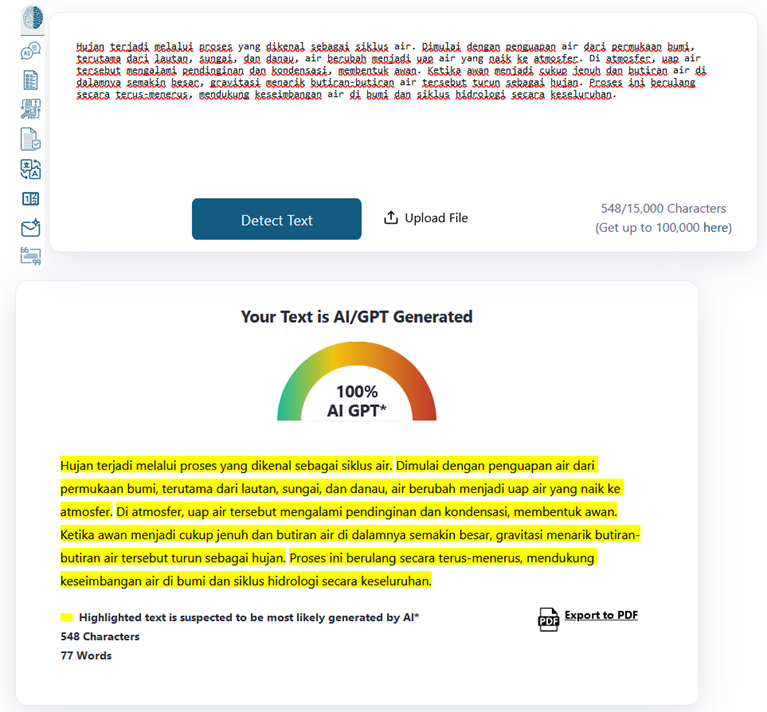 Hujan terjadi melalui proses yang dikenal sebagai siklus air. Dimulai dengan penguapan air dari permukaan bumi,
terutama dari lautan, sungai, dan danau, air berubah menjadi uap air yang naik ke atmosfer. Di atmosfer, uap air
tersebut mengalami pendinginan dan kondensasi, membentuk awan. Ketika awan menjadi cukup jenuh dan butiran air di
dalamnya semakin besar, gravitasi menarik butiran-butiran air tersebut turun sebagai hujan. Proses ini berulang
secara terus-menerus, mendukung keseimbangan air di bumi dan siklus hidrologi secara keseluruhan.
Detect Text
Upload File
548/15,000 Characters
(Get up to 100,000 here)
Your Text is AI/GPT Generated
100%
AI GPT*
Hujan terjadi melalui proses yang dikenal sebagai siklus air. Dimulai dengan penguapan air dari
permukaan bumi, terutama dari lautan, sungai, dan danau, air berubah menjadi uap air yang naik ke
atmosfer. Di atmosfer, uap air tersebut mengalami pendinginan dan kondensasi, membentuk awan.
Ketika awan menjadi cukup jenuh dan butiran air di dalamnya semakin besar, gravitasi menarik butiran-
butiran air tersebut turun sebagai hujan. Proses ini berulang secara terus-menerus, mendukung
keseimbangan air di bumi dan siklus hidrologi secara keseluruhan.
Highlighted text is suspected to be most likely generated by AI*
548 Characters
77 Words
PDF
Export to PDF